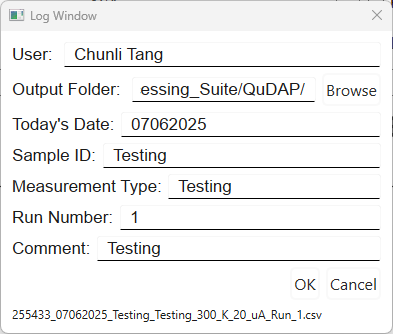 Log Window
User: Chunli Tang
Output Folder: essing_Suite/QuDAP/ Browse
Today's Date: 07062025
Sample ID: Testing
Measurement Type: Testing
Run Number: 1
Comment: Testing
OK Cancel
255433_07062025_Testing_Testing_300_K_20_uA_Run_1.csv